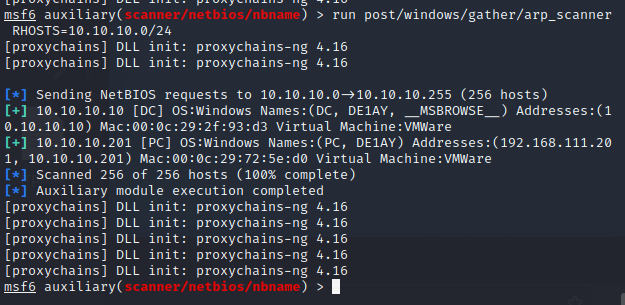 [proxychains] DLL init: proxychains-ng 4.16
msf6 auxiliary(scanner/netbios/nbname) > run post/windows/gather/arp_scanner
RHOSTS=10.10.10.0/24
[proxychains] DLL init: proxychains-ng 4.16
[proxychains] DLL init: proxychains-ng 4.16
[*] Sending NetBIOS requests to 10.10.10.0→10.10.10.255 (256 hosts)
[+] 10.10.10.10 [DC] OS:Windows Names:(DC, DE1AY, __MSBROWSE__) Addresses:(1
0.10.10.10) Mac:00:0c:29:2f:93:d3 Virtual Machine:VMWare
[+] 10.10.10.201 [PC] OS:Windows Names:(PC, DE1AY) Addresses:(192.168.111.20
1, 10.10.10.201) Mac:00:0c:29:72:5e:d0 Virtual Machine:VMWare
[*] Scanned 256 of 256 hosts (100% complete)
[*] Auxiliary module execution completed
[proxychains] DLL init: proxychains-ng 4.16
[proxychains] DLL init: proxychains-ng 4.16
[proxychains] DLL init: proxychains-ng 4.16
[proxychains] DLL init: proxychains-ng 4.16
[proxychains] DLL init: proxychains-ng 4.16
msf6 auxiliary(scanner/netbios/nbname) >